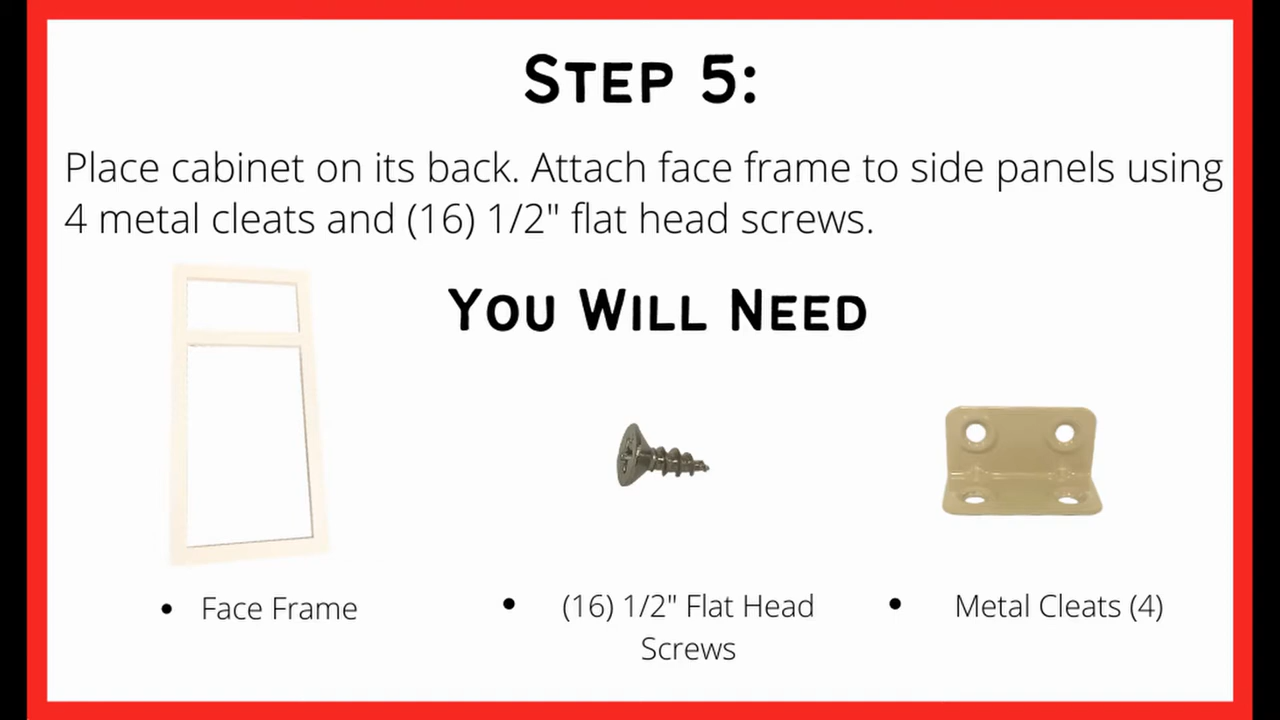 STEP 5:
Place cabinet on its back. Attach face frame to side panels using
4 metal cleats and (16) 1/2" flat head screws.
YOU WILL NEED
• Face Frame
• (16) 1/2" Flat Head
Screws
• Metal Cleats (4)